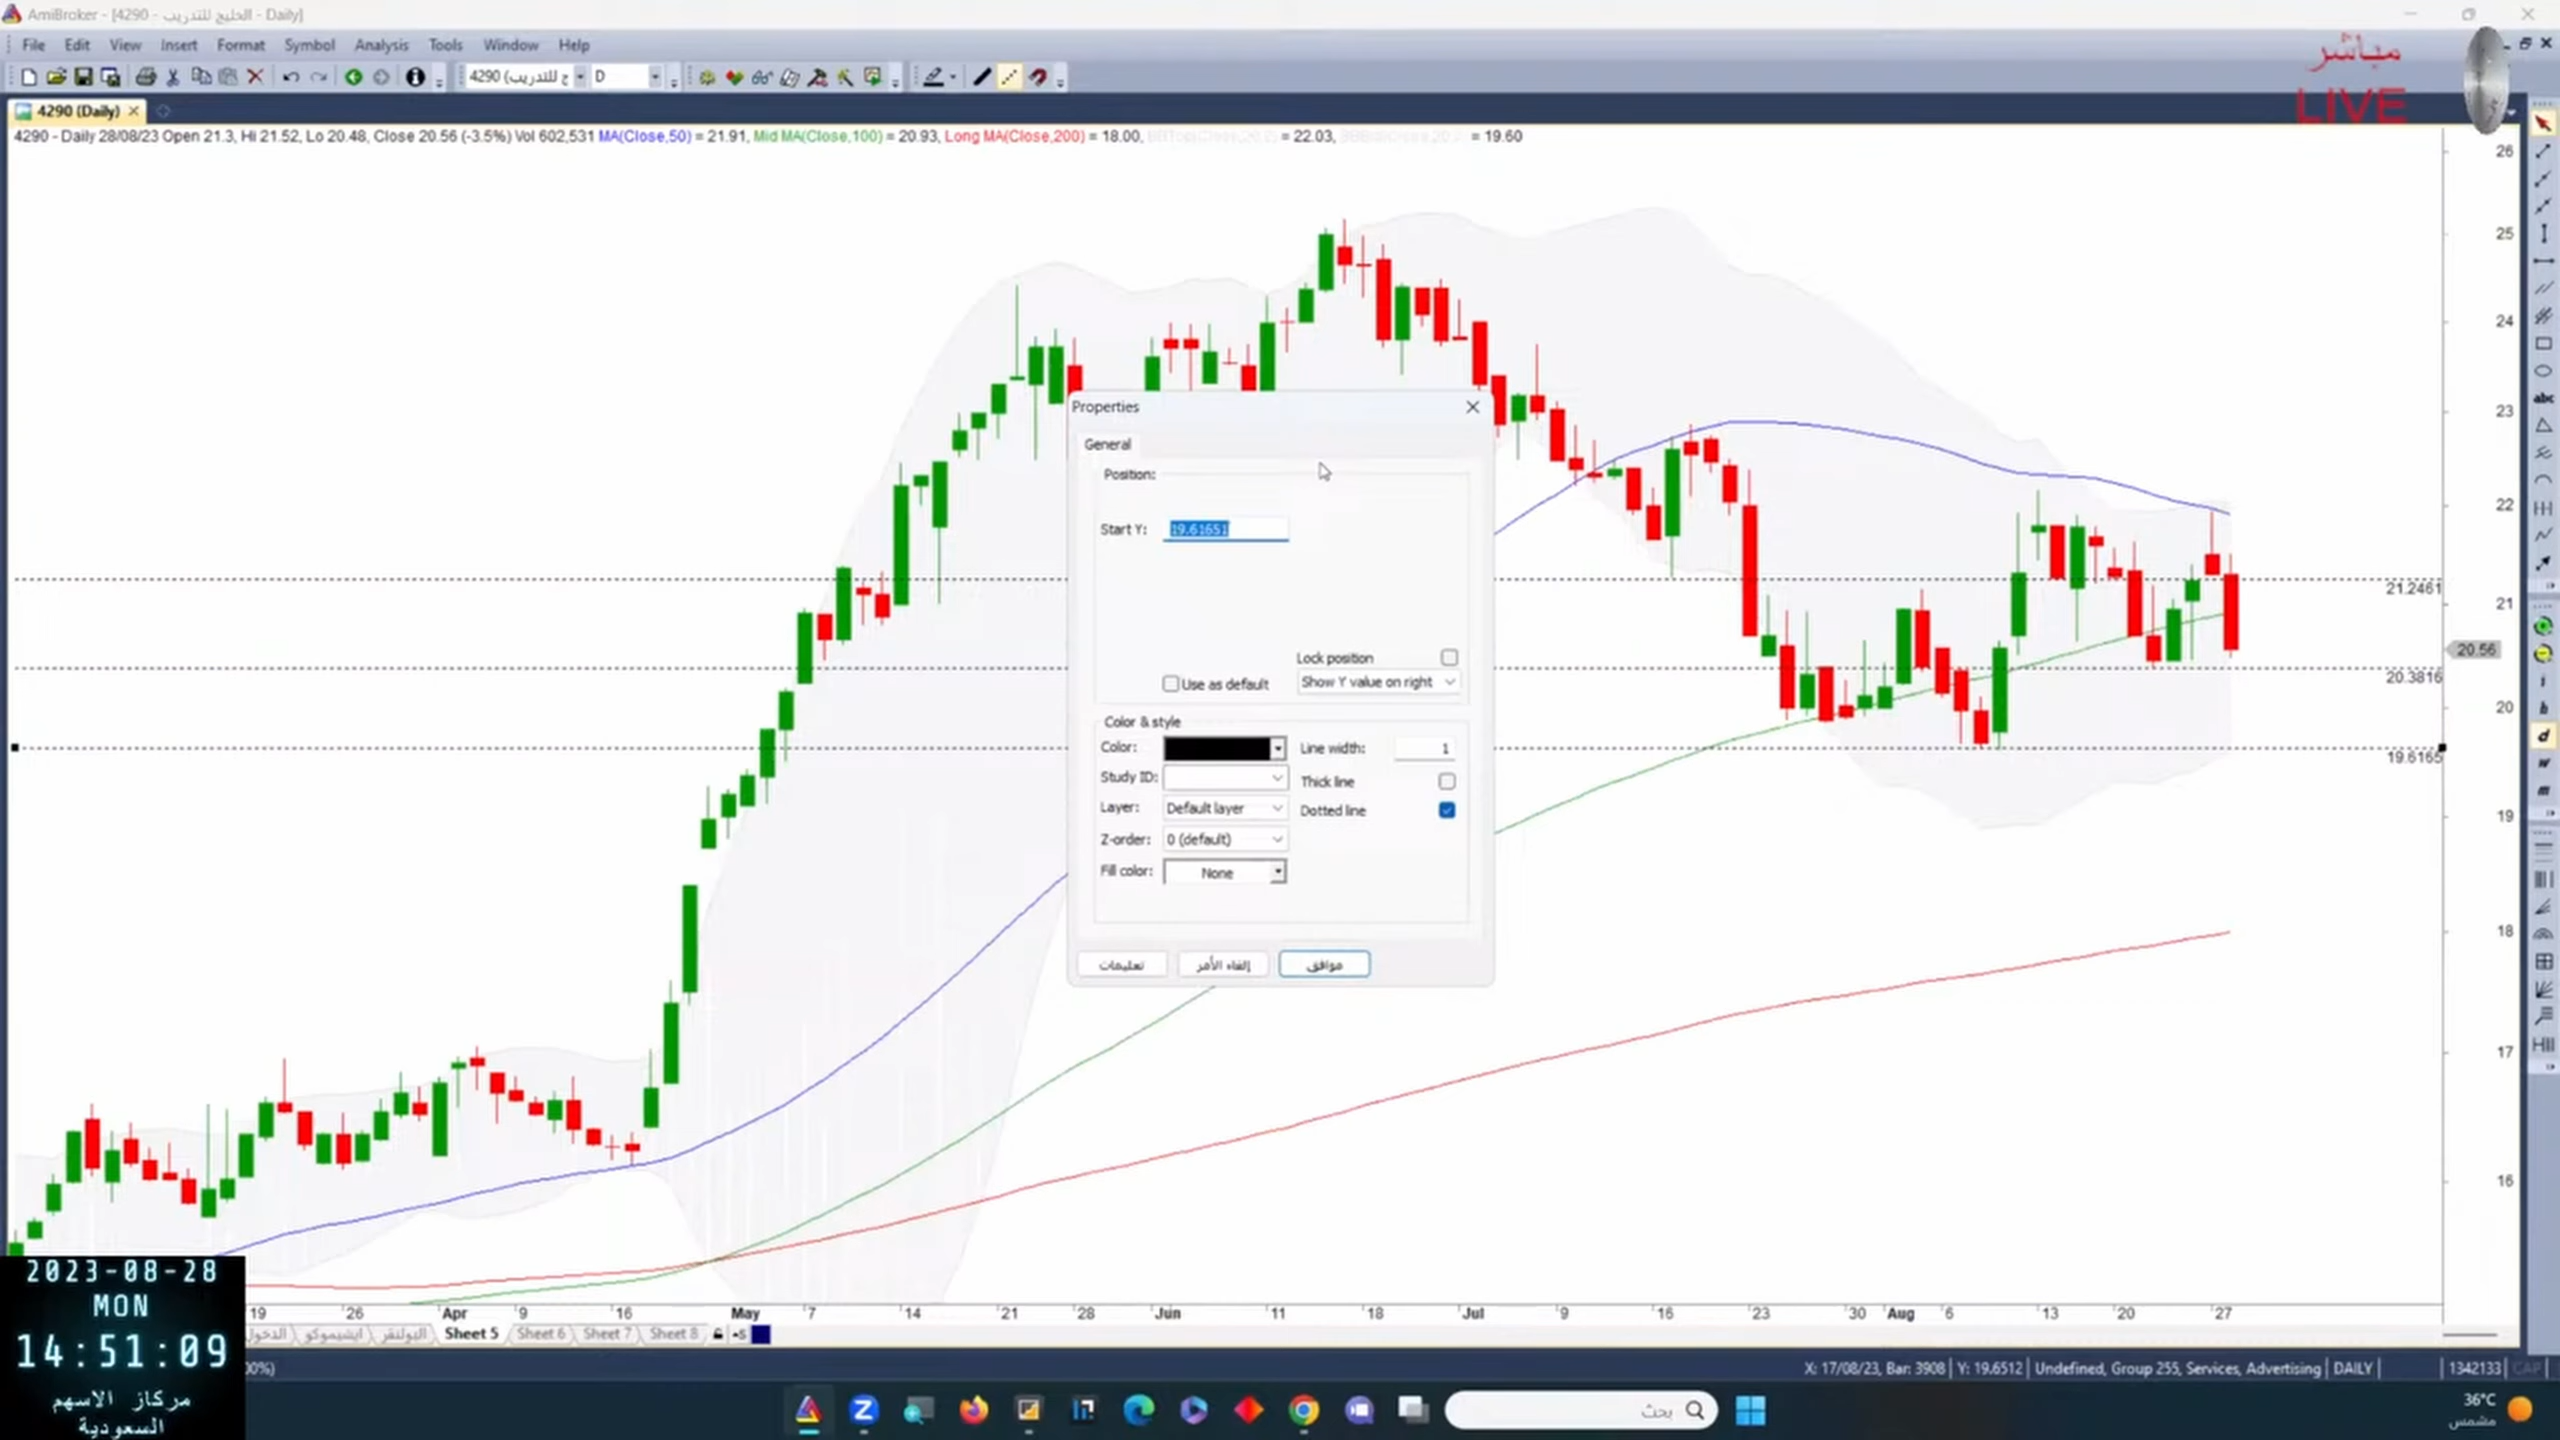 AmiBroker - [4290 - الخليج للتدريب - Daily]
File Edit View Insert Format Symbol Analysis Tools Window Help
مباشر
LIVE
D
4290 (Daily)
4290 - Daily 28/08/23 Open 21.3, Hi 21.52, Lo 20.48, Close 20.56 (-3.5%) Vol 602,531 MA(Close,50) = 21.91, Mid MA(Close,100) = 20.93, Long MA(Close,200) = 18.00, = 22.03, = 19.60
26
25
24
23
22
21.2461
21
20.56
20.3816
20
19.6165
19
18
17
16
abc
Properties
General
Position:
Start Y: 19.61651
Lock position
Use as default
Show Y value on right
Color & style
Color:
Line width: 1
Study ID:
Thick line
Layer: Default layer
Dotted line
Z-order: 0 (default)
Fill color: None
موافق إلغاء الأمر تعليمات
19 26 Apr 9 16 May 7 14 21 28 Jun 11 18 Jul 9 16 23 30 Aug 6 13 20 27
الدخول ايشيموكو البولنقر Sheet 5 Sheet 6 Sheet 7 Sheet 8
X: 17/08/23, Bar: 3908 Y: 19.6512 Undefined, Group 255, Services, Advertising DAILY 1342133 CAP
2023-08-28
MON
14:51:09
مركاز الاسهم
السعودية
بحث
36°C
مشمس